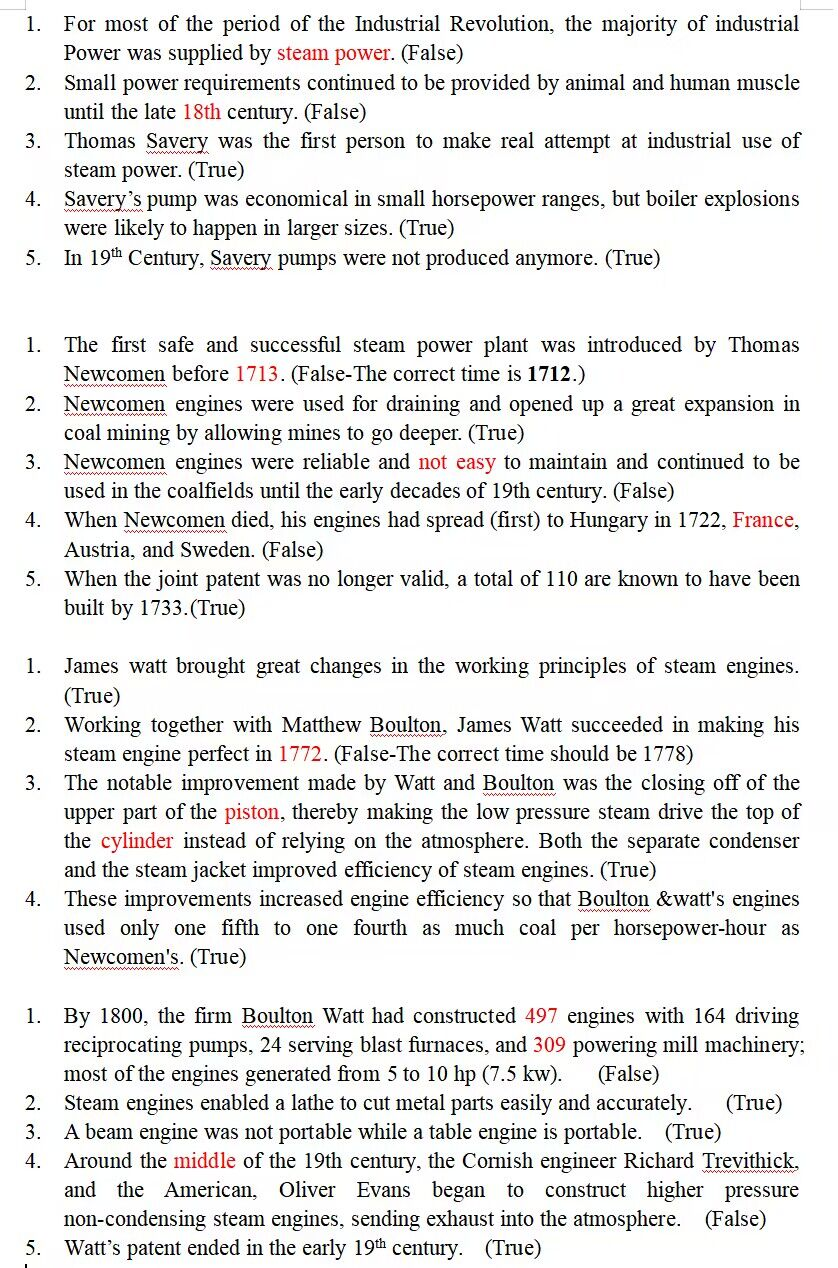 1. For most of the period of the Industrial Revolution, the majority of industrial
Power was supplied by steam power. (False)
2. Small power requirements continued to be provided by animal and human muscle
until the late 18th century. (False)
3. Thomas Savery was the first person to make real attempt at industrial use of
steam power. (True)
4. Savery’s pump was economical in small horsepower ranges, but boiler explosions
were likely to happen in larger sizes. (True)
5. In 19th Century, Savery pumps were not produced anymore. (True)
1. The first safe and successful steam power plant was introduced by Thomas
Newcomen before 1713. (False-The correct time is 1712.)
2. Newcomen engines were used for draining and opened up a great expansion in
coal mining by allowing mines to go deeper. (True)
3. Newcomen engines were reliable and not easy to maintain and continued to be
used in the coalfields until the early decades of 19th century. (False)
4. When Newcomen died, his engines had spread (first) to Hungary in 1722, France,
Austria, and Sweden. (False)
5. When the joint patent was no longer valid, a total of 110 are known to have been
built by 1733.(True)
1. James watt brought great changes in the working principles of steam engines.
(True)
2. Working together with Matthew Boulton, James Watt succeeded in making his
steam engine perfect in 1772. (False-The correct time should be 1778)
3. The notable improvement made by Watt and Boulton was the closing off of the
upper part of the piston, thereby making the low pressure steam drive the top of
the cylinder instead of relying on the atmosphere. Both the separate condenser
and the steam jacket improved efficiency of steam engines. (True)
4. These improvements increased engine efficiency so that Boulton &watt's engines
used only one fifth to one fourth as much coal per horsepower-hour as
Newcomen's. (True)
1. By 1800, the firm Boulton Watt had constructed 497 engines with 164 driving
reciprocating pumps, 24 serving blast furnaces, and 309 powering mill machinery;
most of the engines generated from 5 to 10 hp (7.5 kw). (False)
2. Steam engines enabled a lathe to cut metal parts easily and accurately. (True)
3. A beam engine was not portable while a table engine is portable. (True)
4. Around the middle of the 19th century, the Cornish engineer Richard Trevithick,
and the American, Oliver Evans began to construct higher pressure
non-condensing steam engines, sending exhaust into the atmosphere. (False)
5. Watt’s patent ended in the early 19th century. (True)